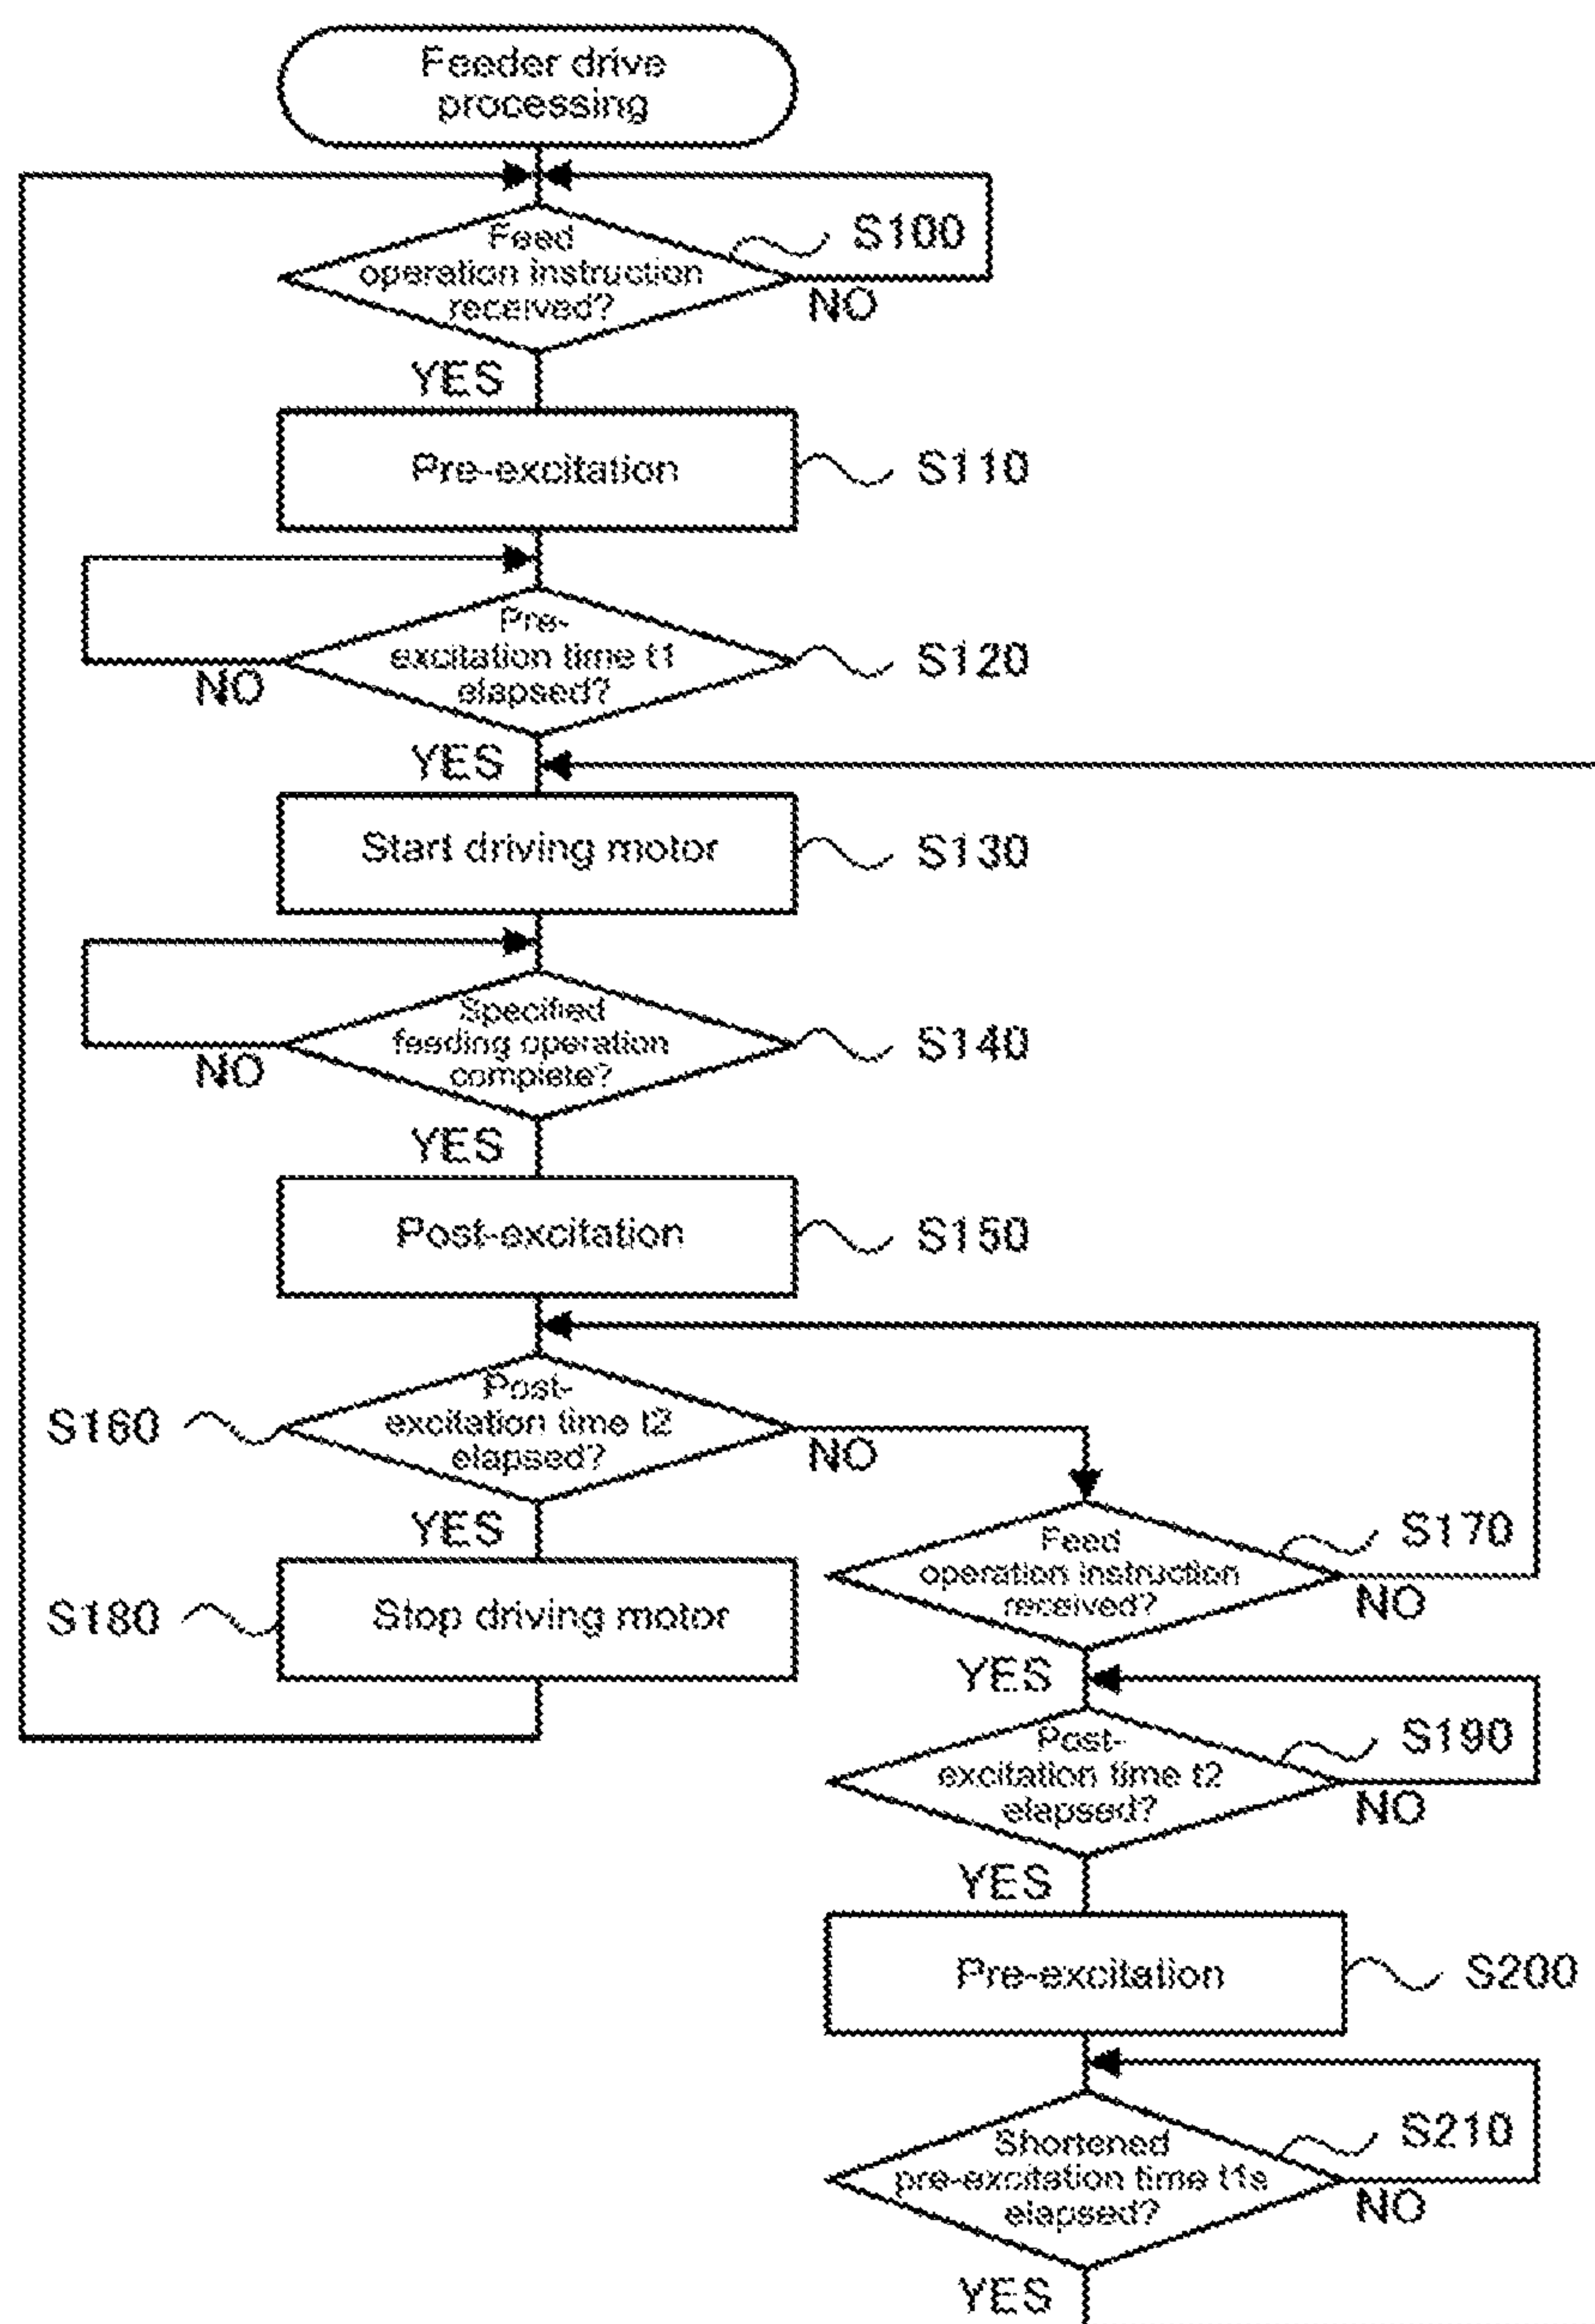 Feeder drive
processing
Feed
operation instruction
received?
S100
NO
YES
Pre-excitation
S110
Pre-
excitation time t1
elapsed?
S120
NO
YES
Start driving motor
S130
Specified
feeding operation
complete?
S140
NO
YES
Post-excitation
S150
S160
Post-
excitation time t2
elapsed?
NO
YES
S180
Stop driving motor
Feed
operation instruction
received?
S170
NO
YES
Post-
excitation time t2
elapsed?
S190
NO
YES
Pre-excitation
S200
Shortened
pre-excitation time t1s
elapsed?
S210
NO
YES